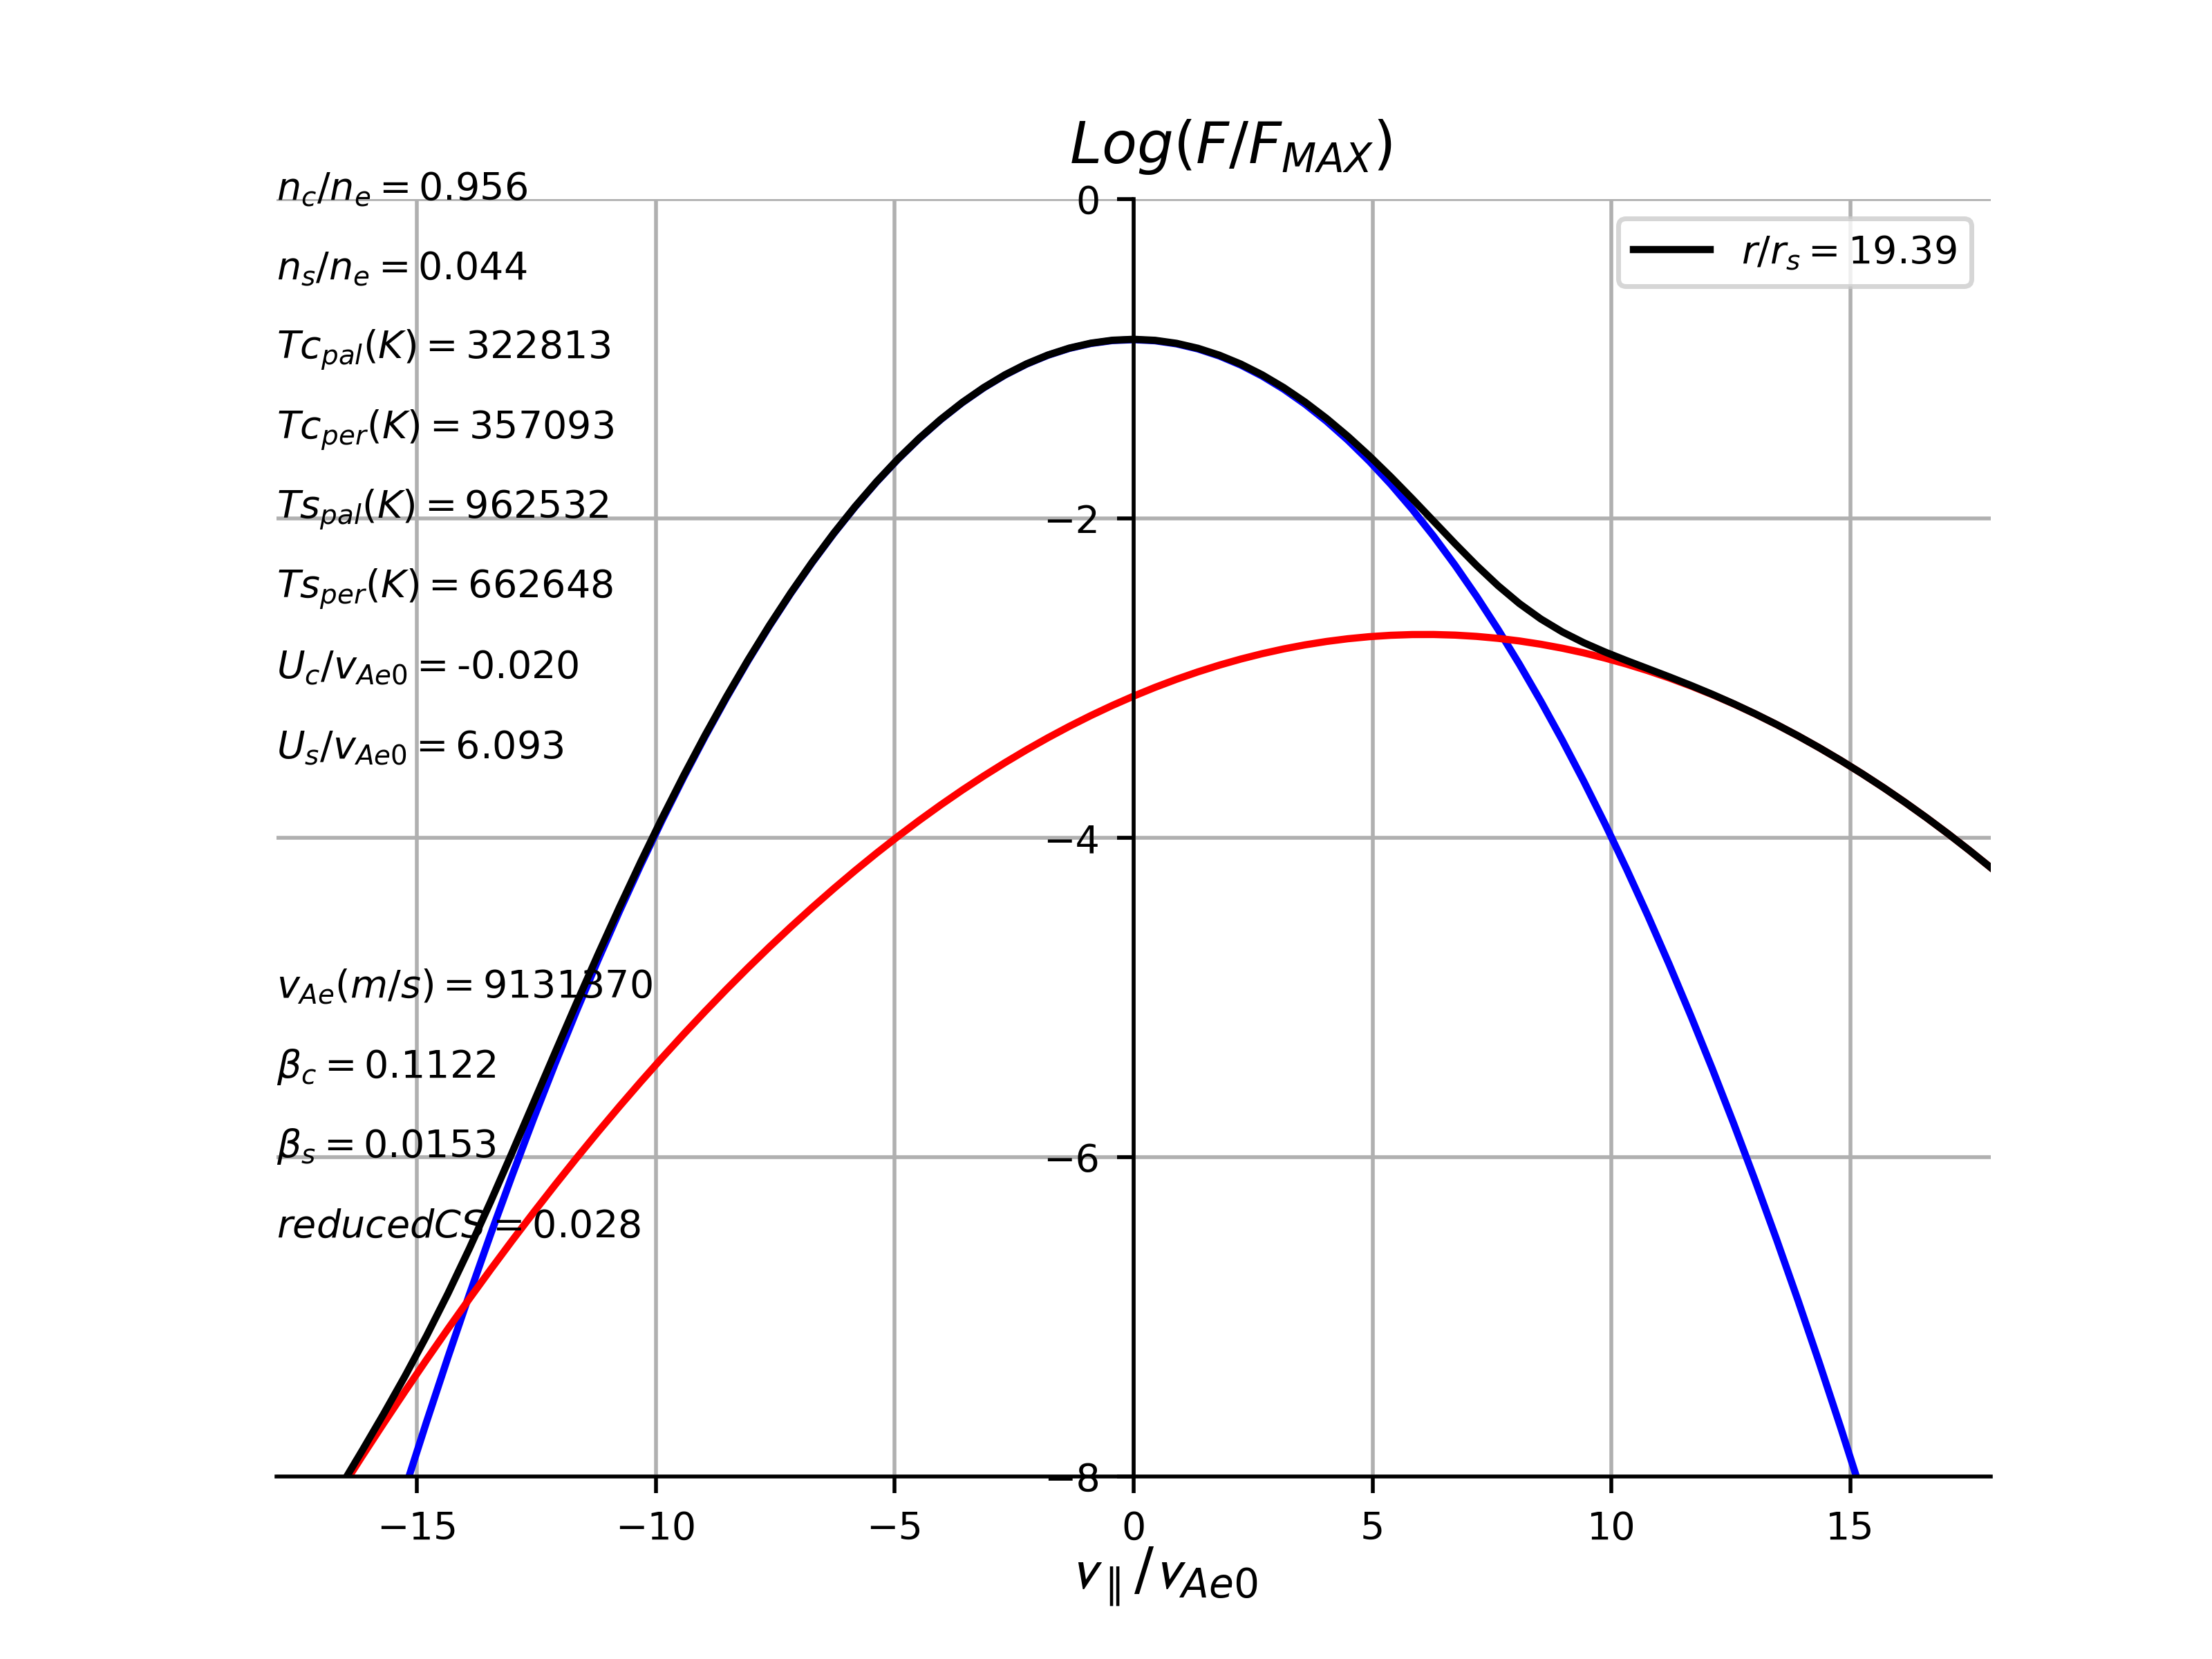 Log(F/F_MAX)
n_c/n_e = 0.956
0
r/r_s = 19.39
n_s/n_e = 0.044
Tc_pal(K) = 322813
Tc_per(K) = 357093
Ts_pal(K) = 962532
−2
Ts_per(K) = 662648
U_c/v_Ae0 = -0.020
U_s/v_Ae0 = 6.093
−4
v_Ae(m/s) = 9131370
β_c = 0.1122
β_s = 0.0153
−6
reducedCS = 0.028
−8
−15 −10 −5 0 5 10 15
v_∥/v_Ae0